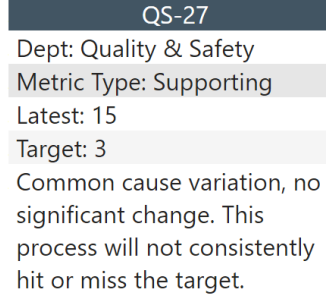 QS-27
Dept: Quality & Safety
Metric Type: Supporting
Latest: 15
Target: 3
Common cause variation, no
significant change. This
process will not consistently
hit or miss the target.